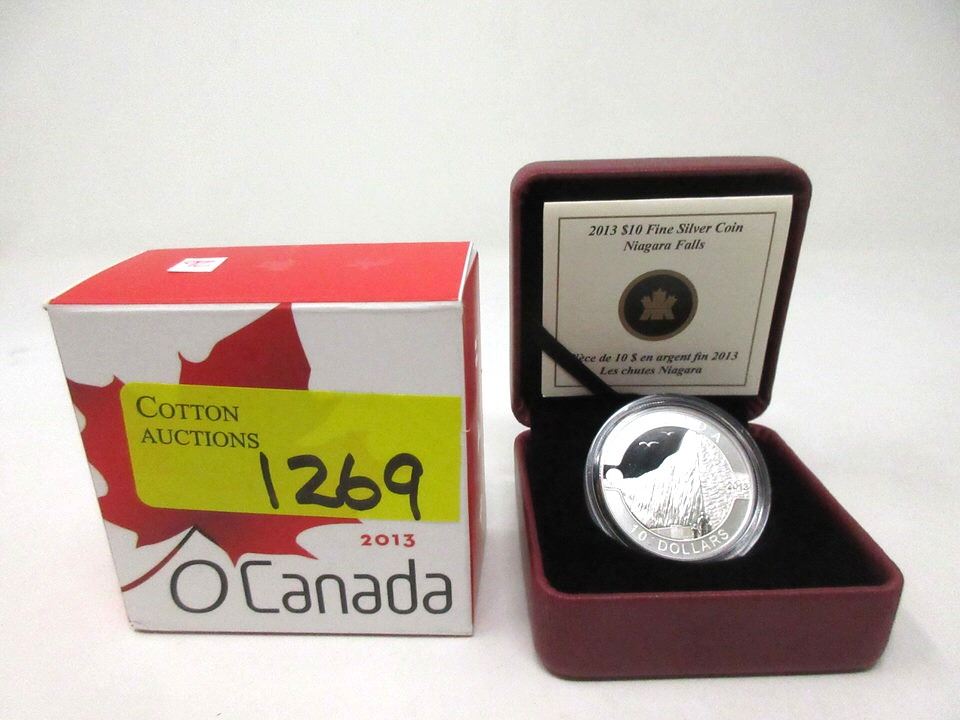 COTTON
AUCTIONS
1269
2013
O Canada
2013 $10 Fine Silver Coin
Niagara Falls
de 10 $ en argent fin 2013
Les chutes Niagara
DA
2013
10 DOLLARS